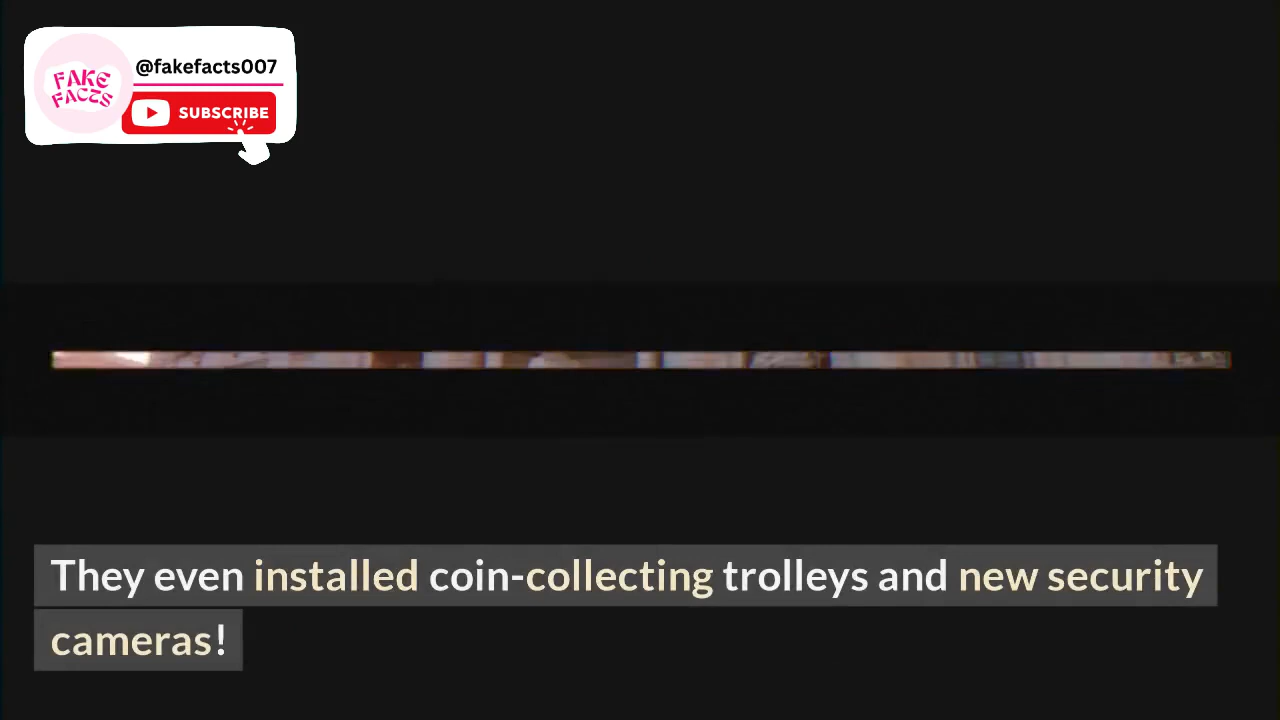 @fakefacts007
FAKE
FACTS
SUBSCRIBE
They even installed coin-collecting trolleys and new security
cameras!